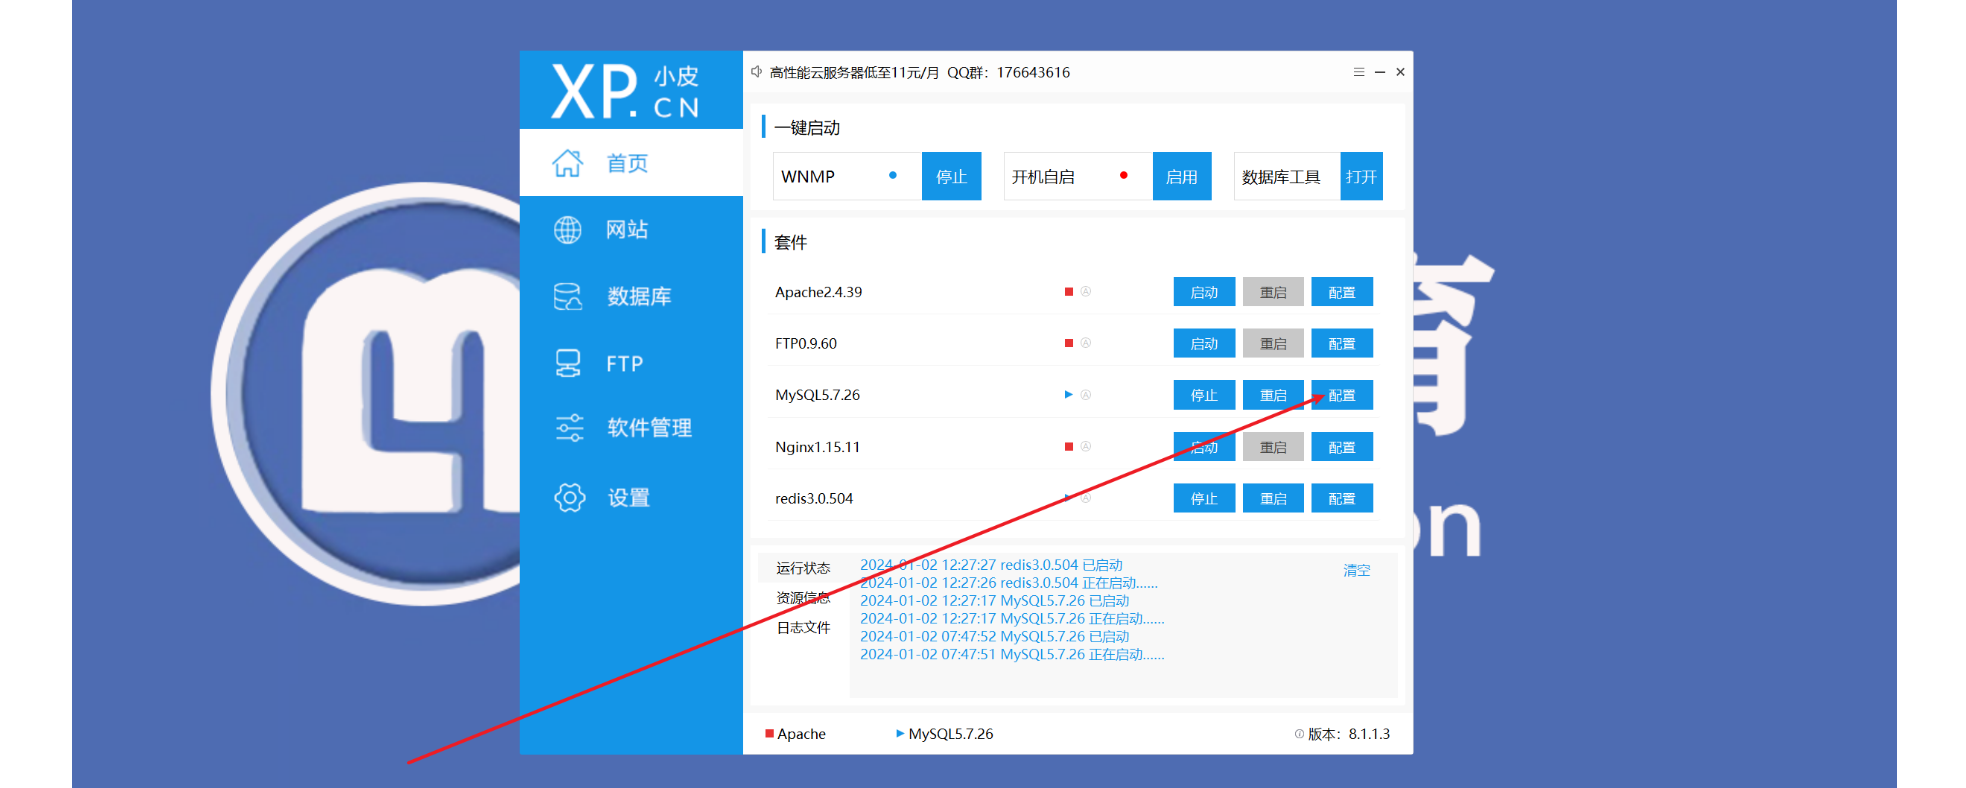 XP.CN 小皮
高性能云服务器低至11元/月 QQ群：176643616
首页
网站
数据库
FTP
软件管理
设置
一键启动
WNMP 停止 开机自启 启用 数据库工具 打开
套件
Apache2.4.39 启动 重启 配置
FTP0.9.60 启动 重启 配置
MySQL5.7.26 停止 重启 配置
Nginx1.15.11 启动 重启 配置
redis3.0.504 停止 重启 配置
运行状态
资源信息
日志文件
2024-01-02 12:27:27 redis3.0.504 已启动
2024-01-02 12:27:26 redis3.0.504 正在启动......
2024-01-02 12:27:17 MySQL5.7.26 已启动
2024-01-02 12:27:17 MySQL5.7.26 正在启动......
2024-01-02 07:47:52 MySQL5.7.26 已启动
2024-01-02 07:47:51 MySQL5.7.26 正在启动......
清空
Apache MySQL5.7.26 版本：8.1.1.3